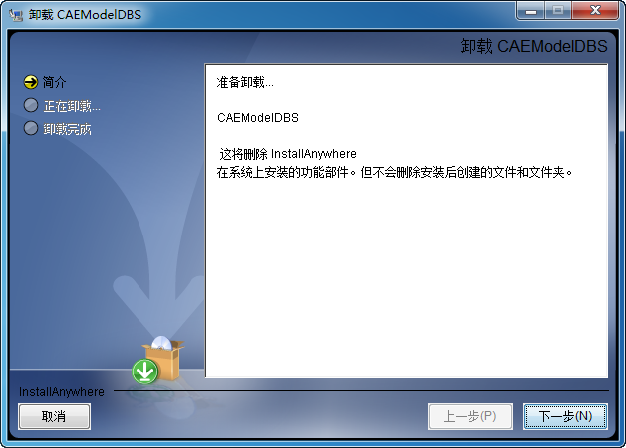 卸载 CAEModelDBS
卸载 CAEModelDBS
简介
正在卸载...
卸载完成
准备卸载...
CAEModelDBS
这将删除 InstallAnywhere
在系统上安装的功能部件。但不会删除安装后创建的文件和文件夹。
InstallAnywhere
取消
上一步(P)
下一步(N)